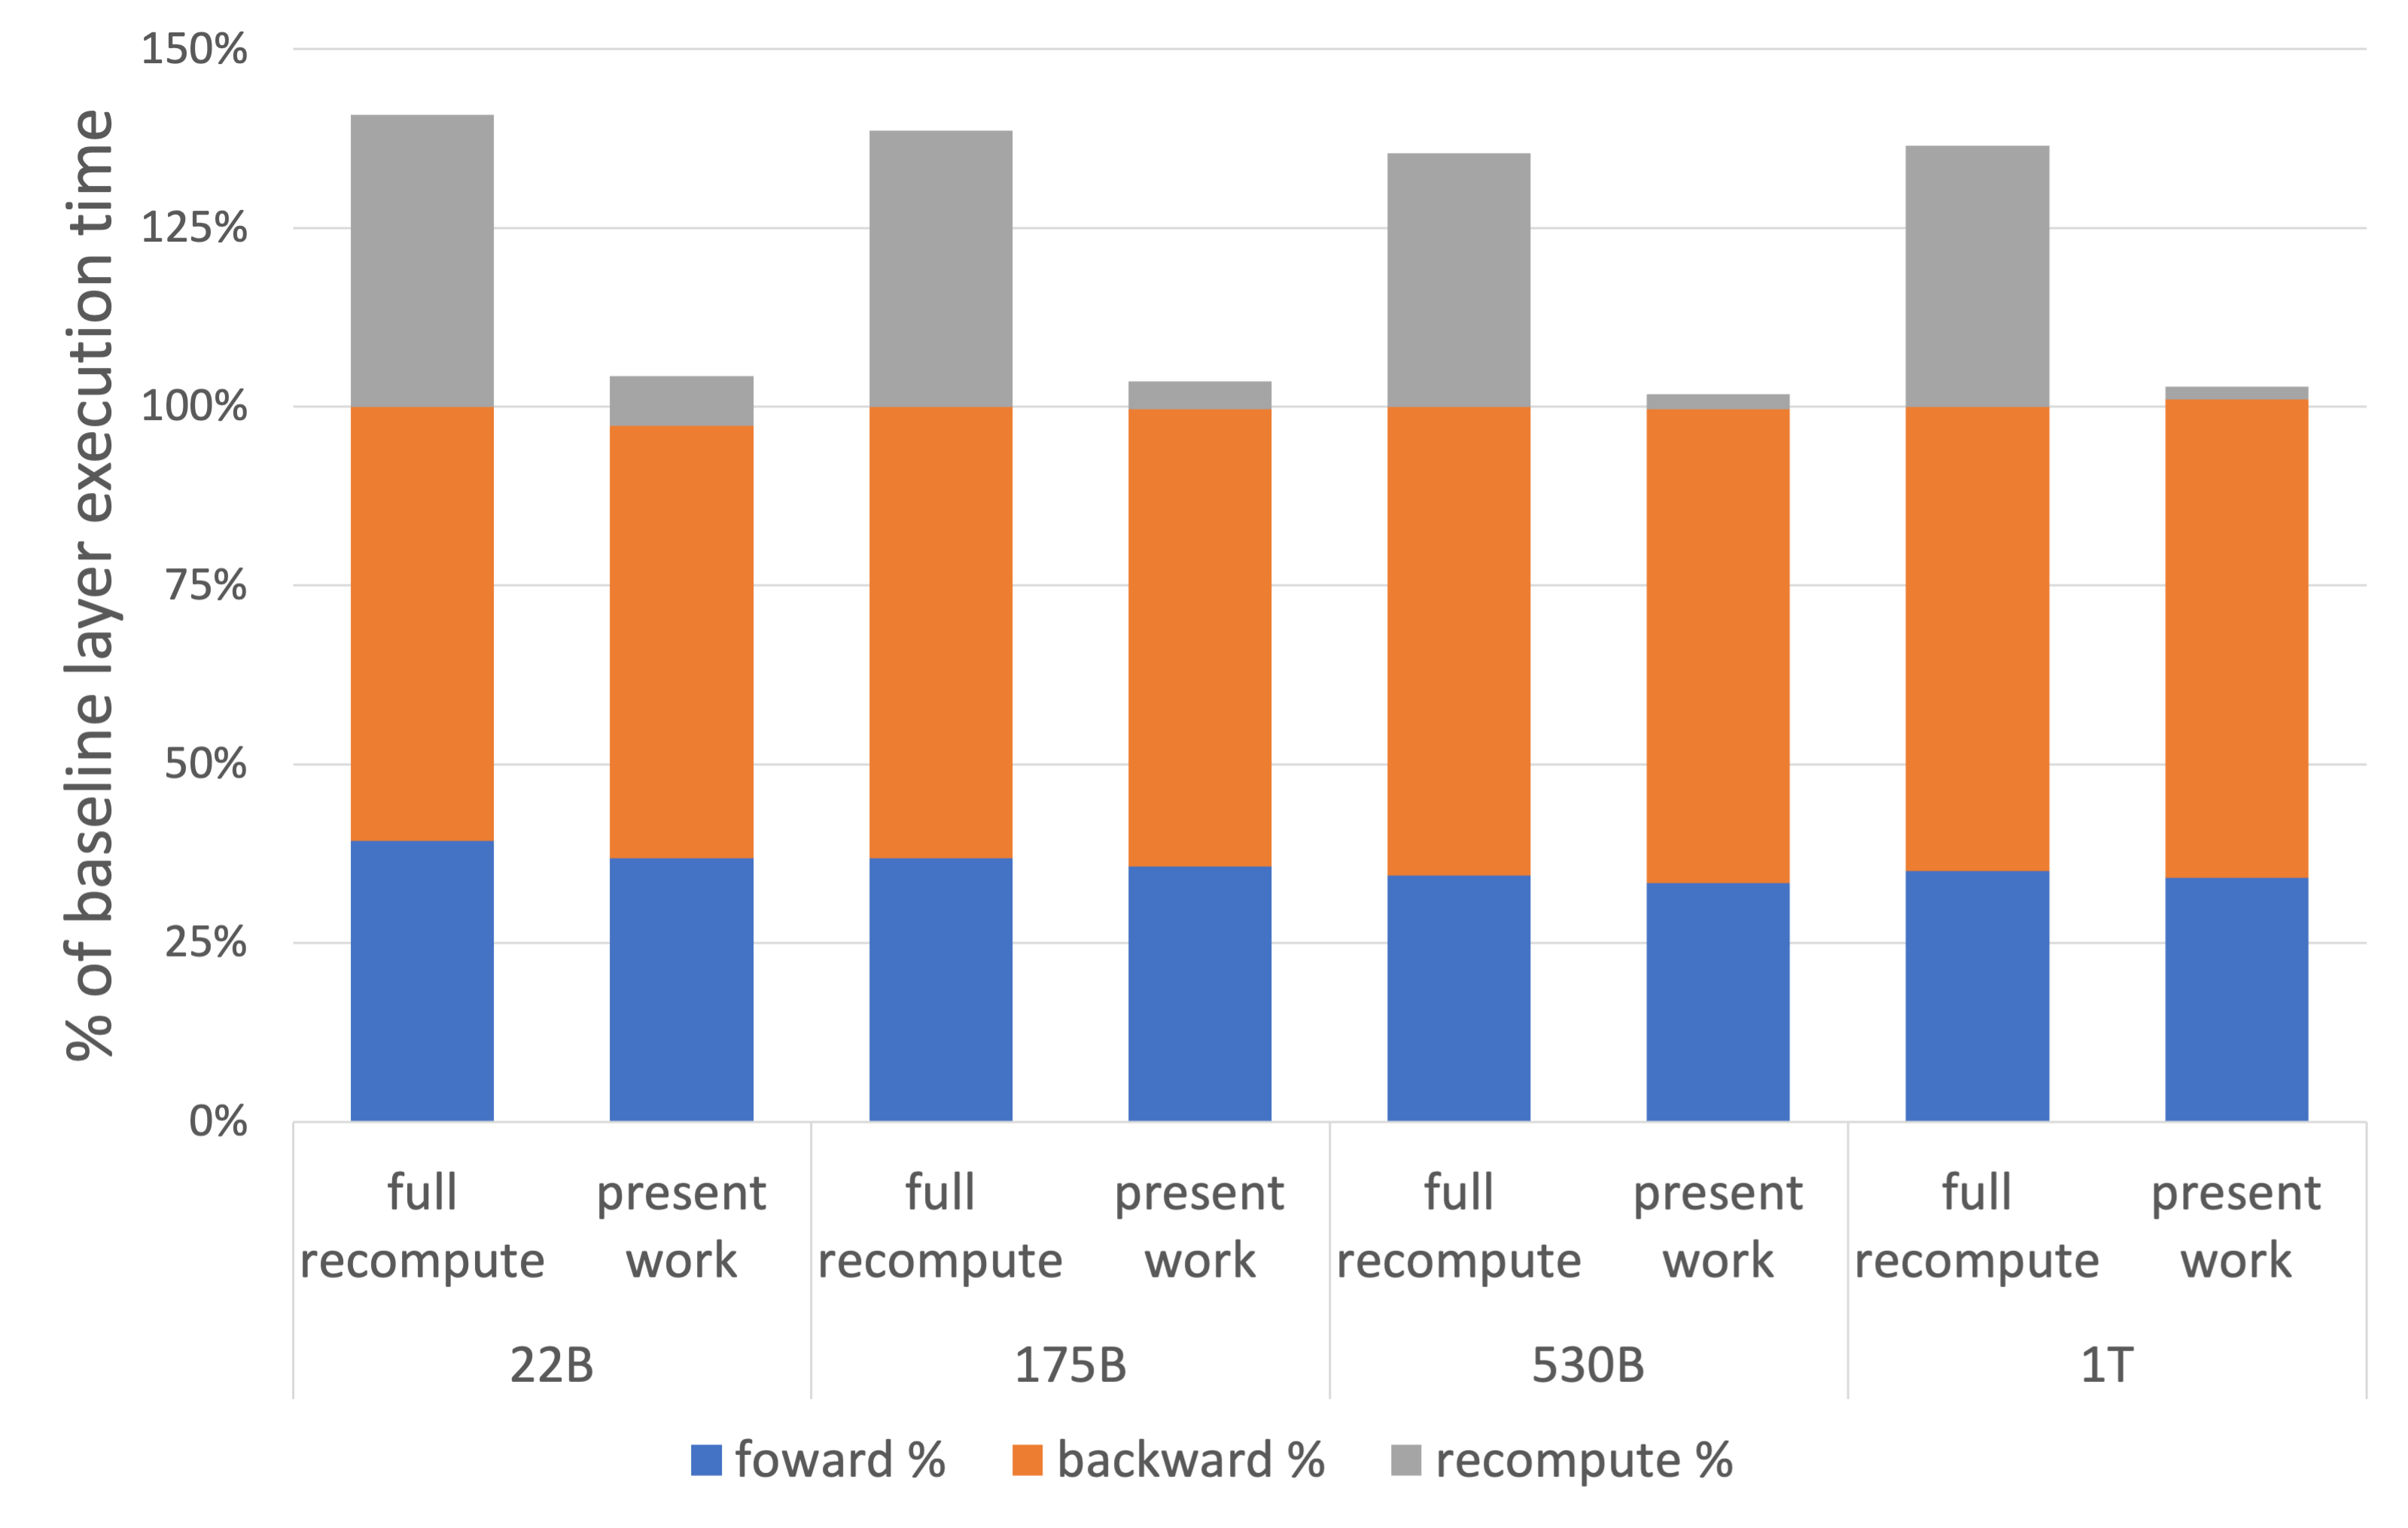 % of baseline layer execution time
150%
125%
100%
75%
50%
25%
0%
full recompute
present work
full recompute
present work
full recompute
present work
full recompute
present work
22B
175B
530B
1T
foward %
backward %
recompute %